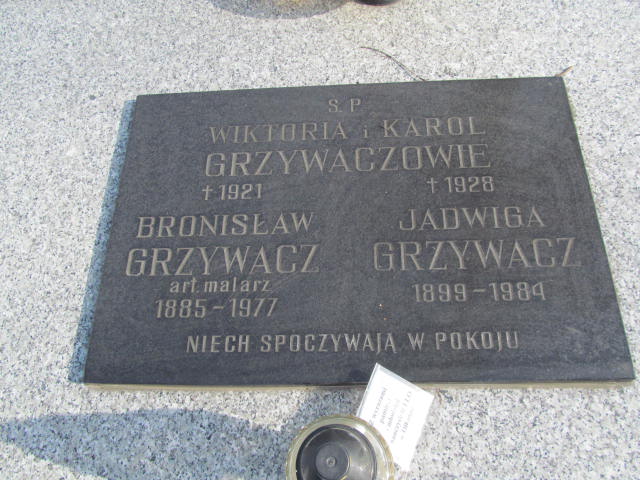 S. P.
WIKTORIA i KAROL
GRZYWACZOWIE
† 1921 † 1928
BRONISŁAW
GRZYWACZ
art. malarz
1885 - 1977
JADWIGA
GRZYWACZ
1899 - 1984
NIECH SPOCZYWAJĄ W POKOJU